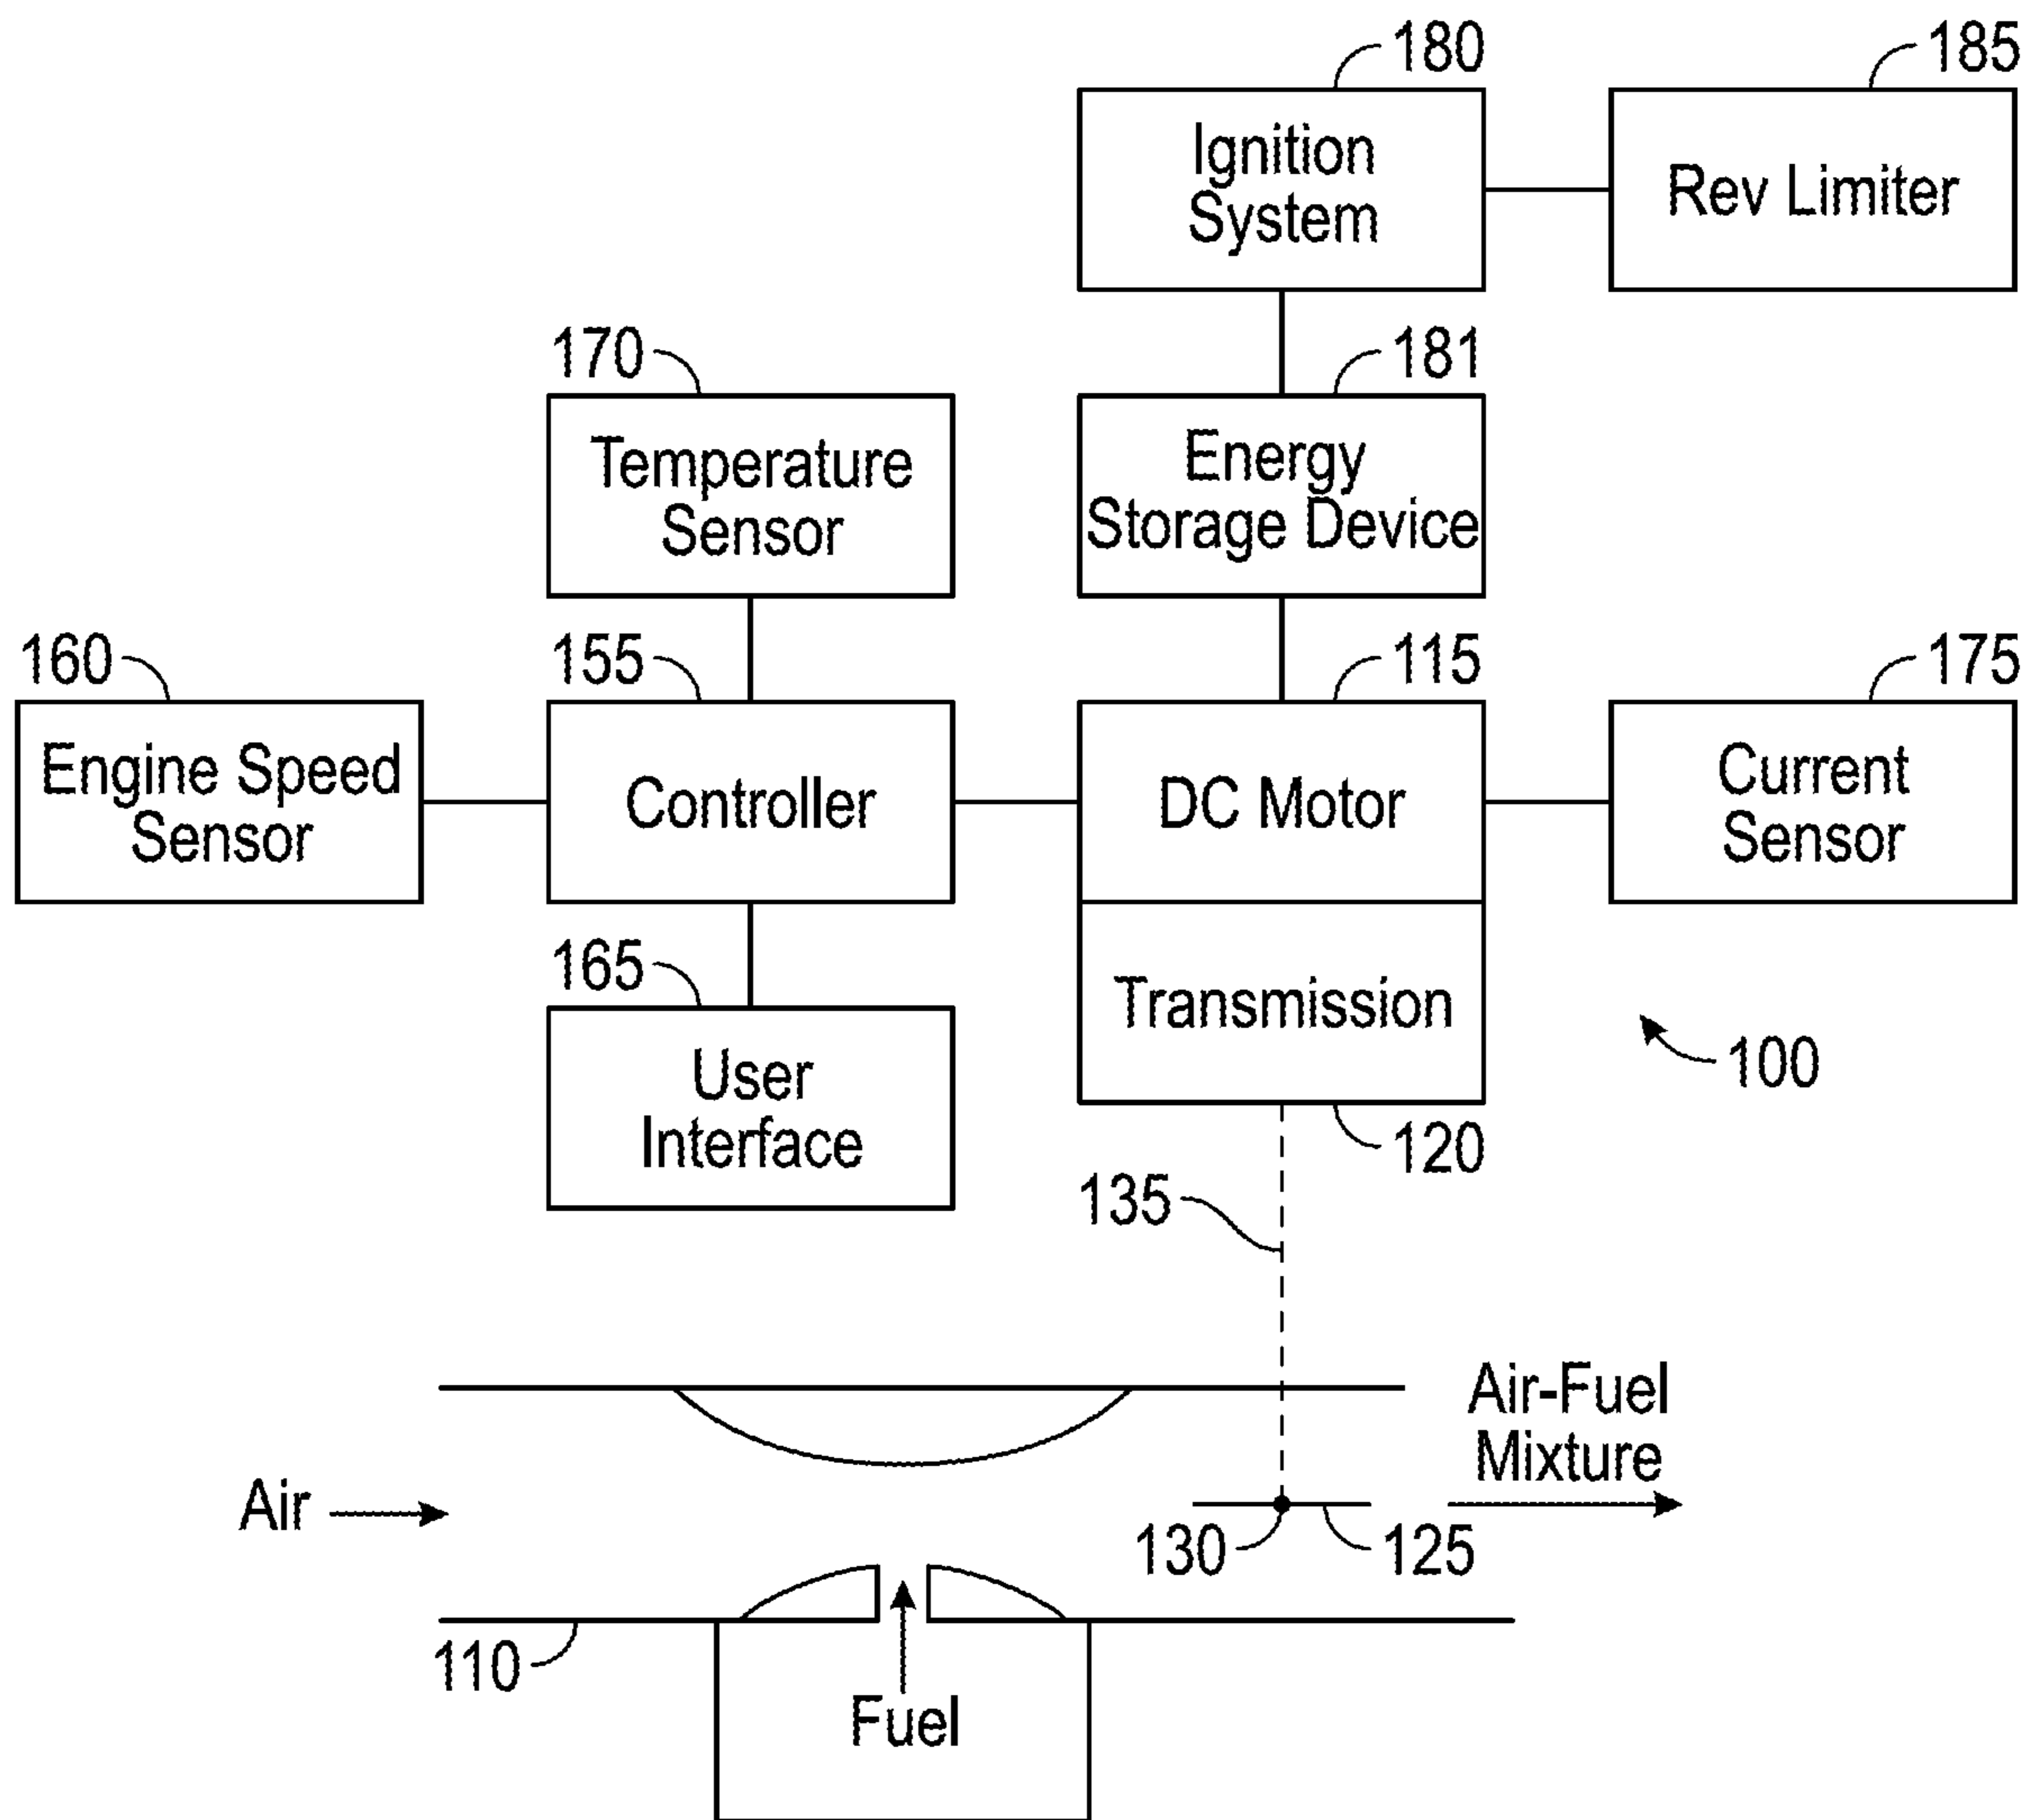 180
185
Ignition
System
Rev Limiter
170
181
Temperature
Sensor
Energy
Storage Device
160
155
115
175
Engine Speed
Sensor
Controller
DC Motor
Current
Sensor
165
Transmission
User
Interface
100
120
135
Air-Fuel
Mixture
Air
130
125
110
Fuel